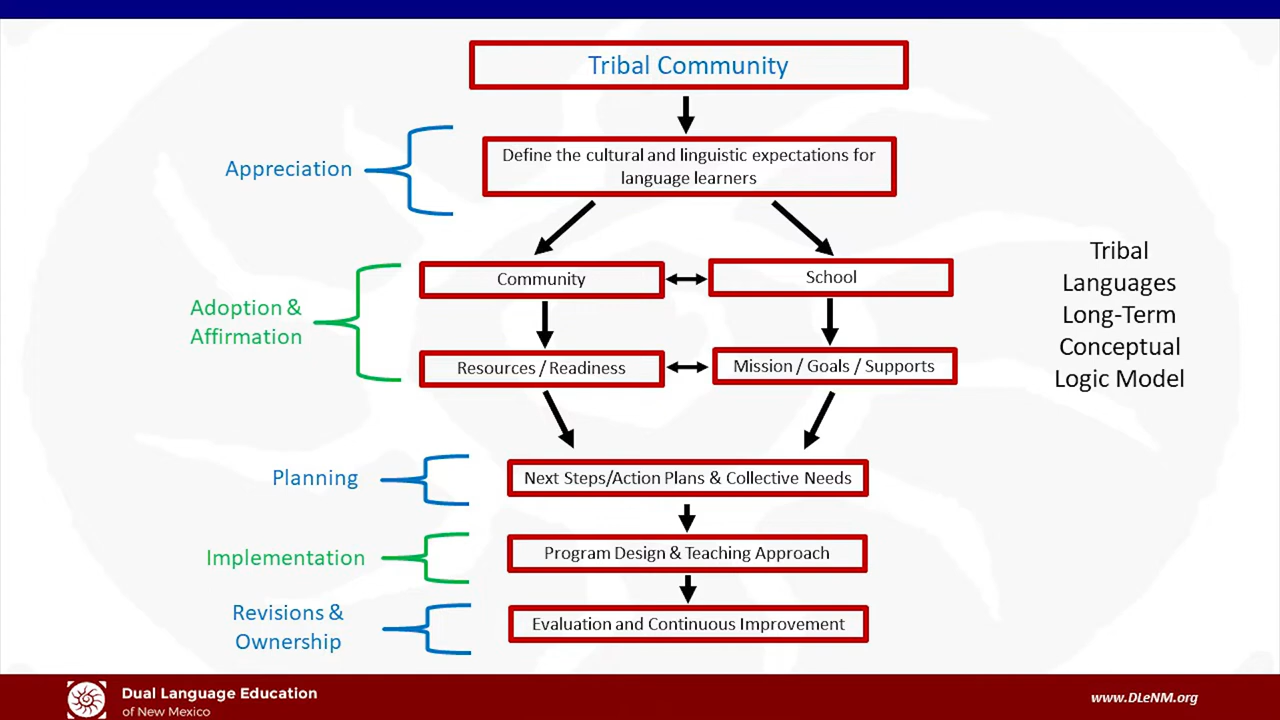 Tribal Community
Appreciation
Define the cultural and linguistic expectations for
language learners
Adoption &
Affirmation
Community
School
Resources / Readiness
Mission / Goals / Supports
Tribal
Languages
Long-Term
Conceptual
Logic Model
Planning
Next Steps/Action Plans & Collective Needs
Implementation
Program Design & Teaching Approach
Revisions &
Ownership
Evaluation and Continuous Improvement
Dual Language Education
of New Mexico
www.DLeNM.org